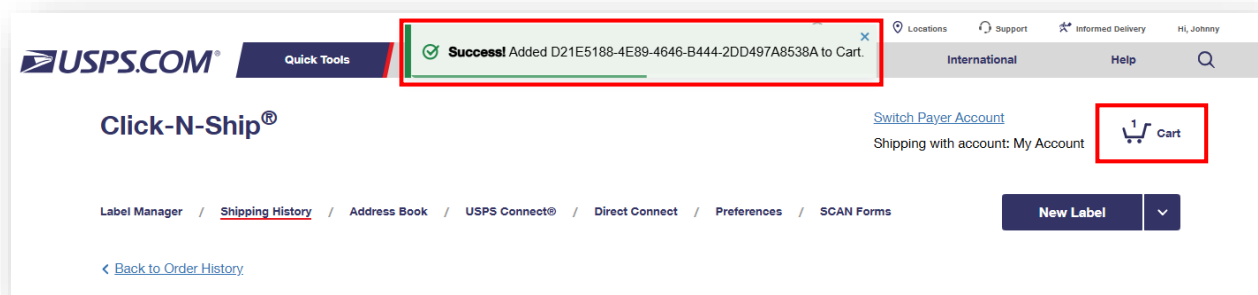 Locations Support Informed Delivery Hi, Johnny
USPS.COM® Quick Tools Success! Added D21E5188-4E89-4646-B444-2DD497A8538A to Cart. International Help
Click-N-Ship®
Switch Payer Account
Shipping with account: My Account
1 Cart
Label Manager / Shipping History / Address Book / USPS Connect® / Direct Connect / Preferences / SCAN Forms New Label
Back to Order History